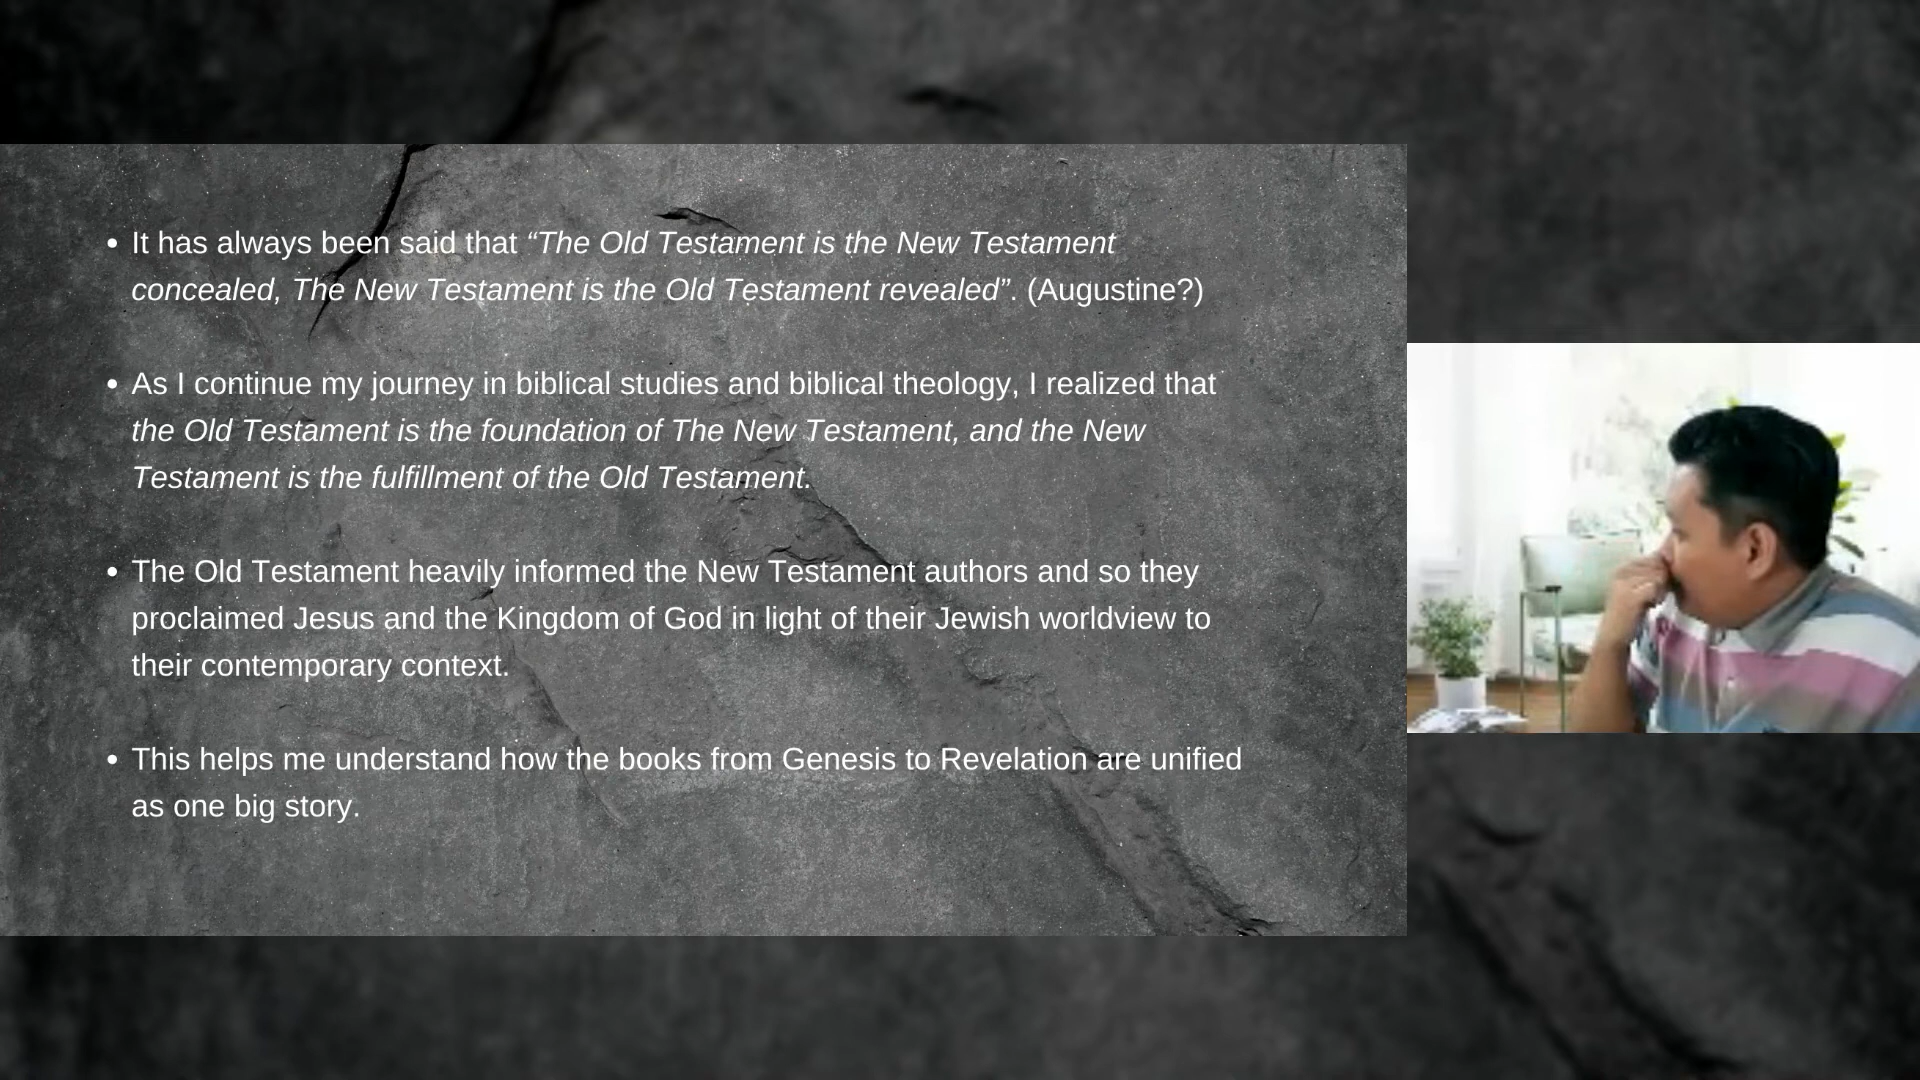 • It has always been said that “The Old Testament is the New Testament
concealed, The New Testament is the Old Testament revealed”. (Augustine?)
• As I continue my journey in biblical studies and biblical theology, I realized that
the Old Testament is the foundation of The New Testament, and the New
Testament is the fulfillment of the Old Testament.
• The Old Testament heavily informed the New Testament authors and so they
proclaimed Jesus and the Kingdom of God in light of their Jewish worldview to
their contemporary context.
• This helps me understand how the books from Genesis to Revelation are unified
as one big story.